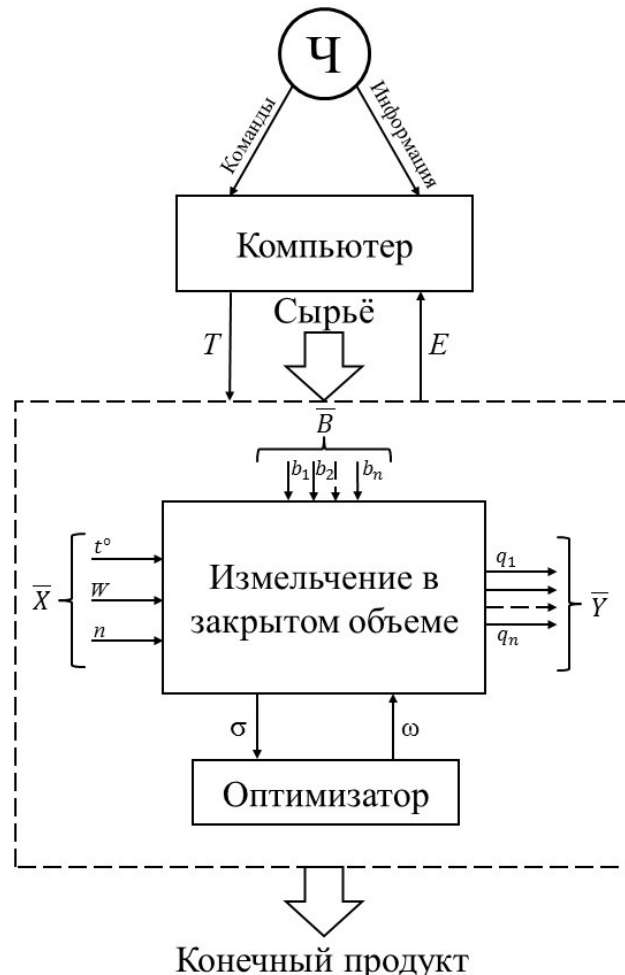 Ч
Команды
Информация
Компьютер
Сырьё
T
E
B̅
b₁ b₂ bₙ
X̅
t°
W
n
Измельчение в
закрытом объеме
q₁
qₙ
Y̅
σ
ω
Оптимизатор
Конечный продукт